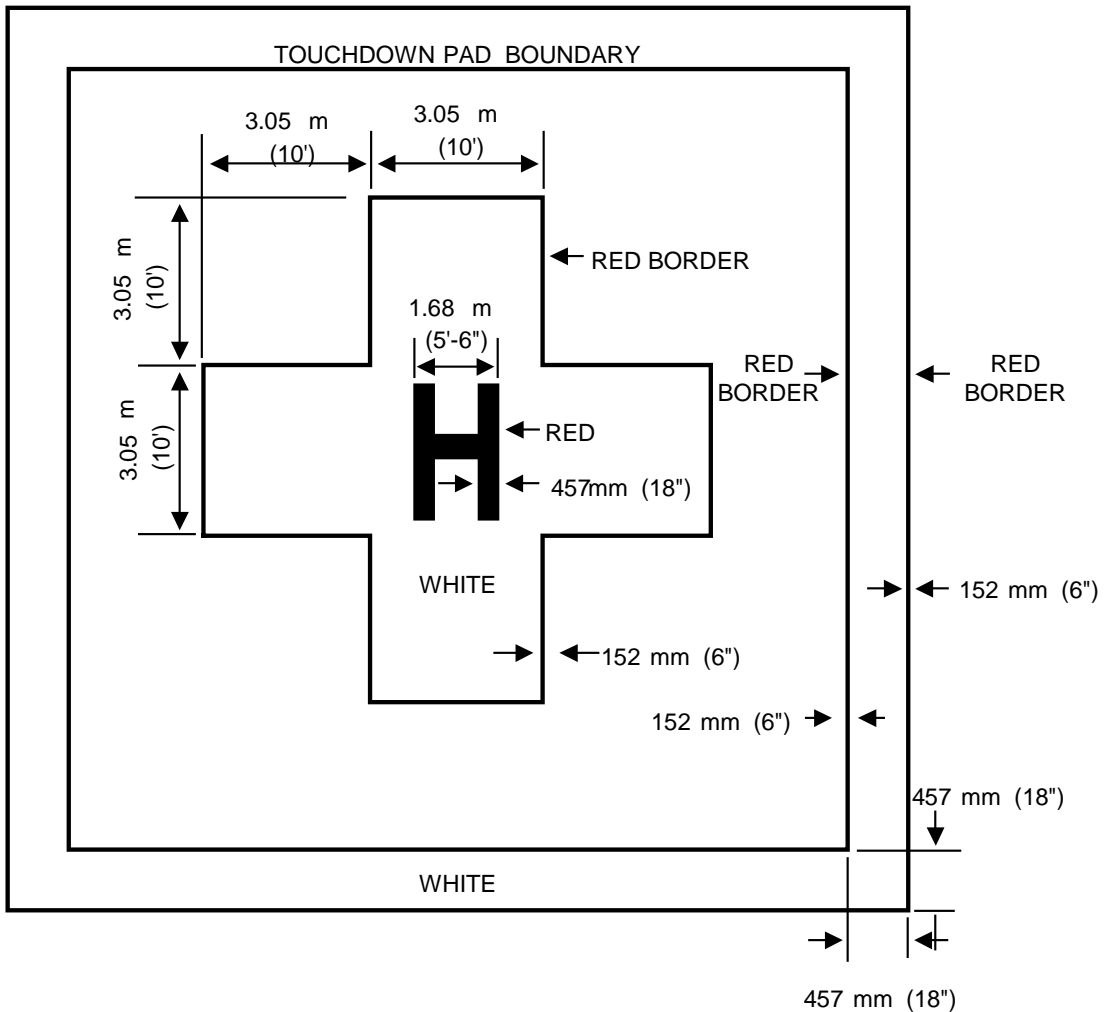 TOUCHDOWN PAD BOUNDARY
3.05 m
(10')
3.05 m
(10')
3.05 m
(10')
RED BORDER
1.68 m
(5'-6")
RED
BORDER
RED
BORDER
3.05 m
(10')
H
RED
457mm (18")
WHITE
152 mm (6")
152 mm (6")
152 mm (6")
457 mm (18")
WHITE
457 mm (18")